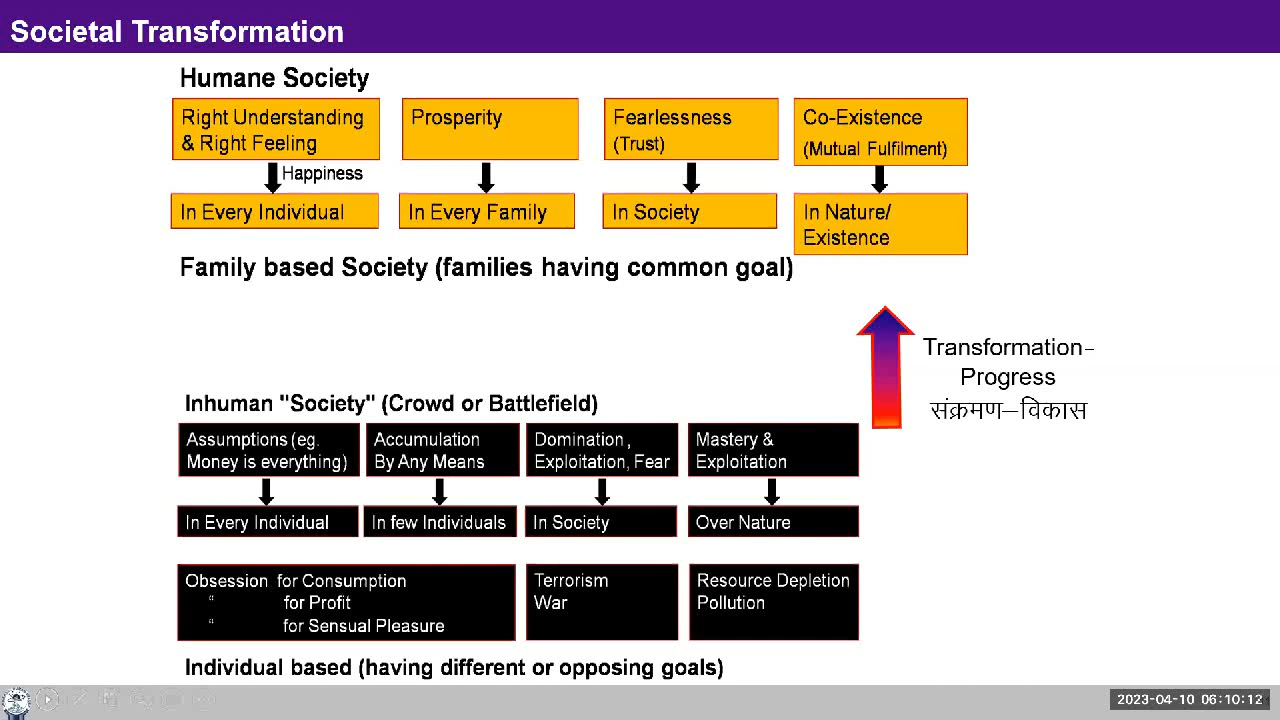 Societal Transformation
Humane Society
Right Understanding
& Right Feeling
Prosperity
Fearlessness
(Trust)
Co-Existence
(Mutual Fulfilment)
Happiness
In Every Individual
In Every Family
In Society
In Nature/
Existence
Family based Society (families having common goal)
Transformation–
Progress
संक्रमण–विकास
Inhuman "Society" (Crowd or Battlefield)
Assumptions (eg.
Money is everything)
Accumulation
By Any Means
Domination ,
Exploitation, Fear
Mastery &
Exploitation
In Every Individual
In few Individuals
In Society
Over Nature
Obsession for Consumption
“ for Profit
“ for Sensual Pleasure
Terrorism
War
Resource Depletion
Pollution
Individual based (having different or opposing goals)
2023-04-10 06:10:12